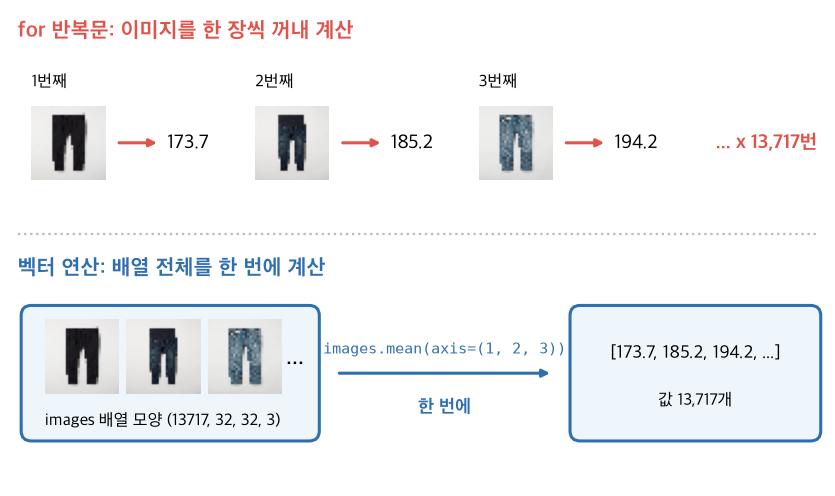 for 반복문: 이미지를 한 장씩 꺼내 계산
1번째
2번째
3번째
173.7
185.2
194.2
... x 13,717번
벡터 연산: 배열 전체를 한 번에 계산
...
images 배열 모양 (13717, 32, 32, 3)
images.mean(axis=(1, 2, 3))
한 번에
[173.7, 185.2, 194.2, ...]
값 13,717개